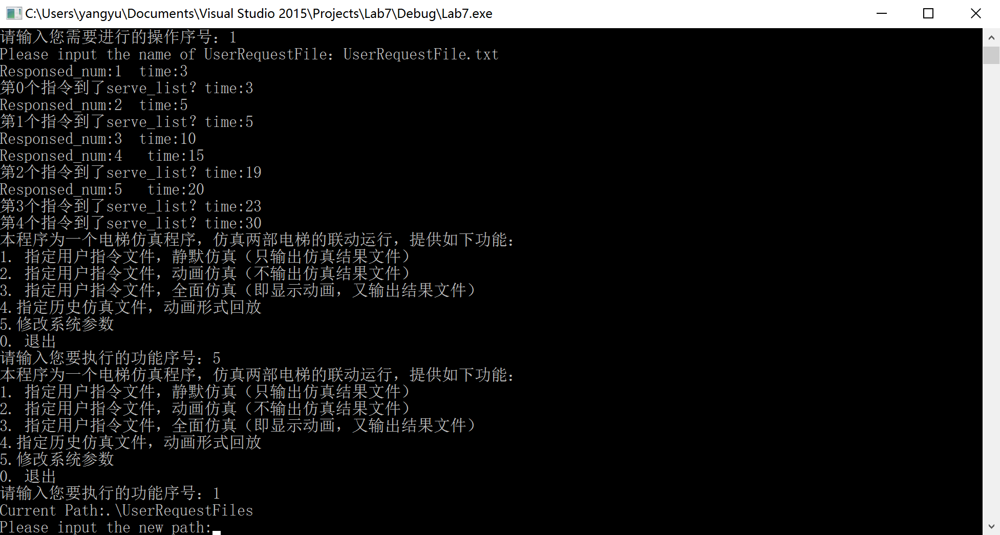 C:\Users\yangyu\Documents\Visual Studio 2015\Projects\Lab7\Debug\Lab7.exe
请输入您需要进行的操作序号：1
Please input the name of UserRequestFile：UserRequestFile.txt
Responsed_num:1  time:3
第0个指令到了serve_list？time:3
Responsed_num:2  time:5
第1个指令到了serve_list？time:5
Responsed_num:3  time:10
Responsed_num:4   time:15
第2个指令到了serve_list？time:19
Responsed_num:5   time:20
第3个指令到了serve_list？time:23
第4个指令到了serve_list？time:30
本程序为一个电梯仿真程序，仿真两部电梯的联动运行，提供如下功能：
1. 指定用户指令文件，静默仿真（只输出仿真结果文件）
2. 指定用户指令文件，动画仿真（不输出仿真结果文件）
3. 指定用户指令文件，全面仿真（即显示动画，又输出结果文件）
4.指定历史仿真文件，动画形式回放
5.修改系统参数
0. 退出
请输入您要执行的功能序号：5
本程序为一个电梯仿真程序，仿真两部电梯的联动运行，提供如下功能：
1. 指定用户指令文件，静默仿真（只输出仿真结果文件）
2. 指定用户指令文件，动画仿真（不输出仿真结果文件）
3. 指定用户指令文件，全面仿真（即显示动画，又输出结果文件）
4.指定历史仿真文件，动画形式回放
5.修改系统参数
0. 退出
请输入您要执行的功能序号：1
Current Path:.\UserRequestFiles
Please input the new path: